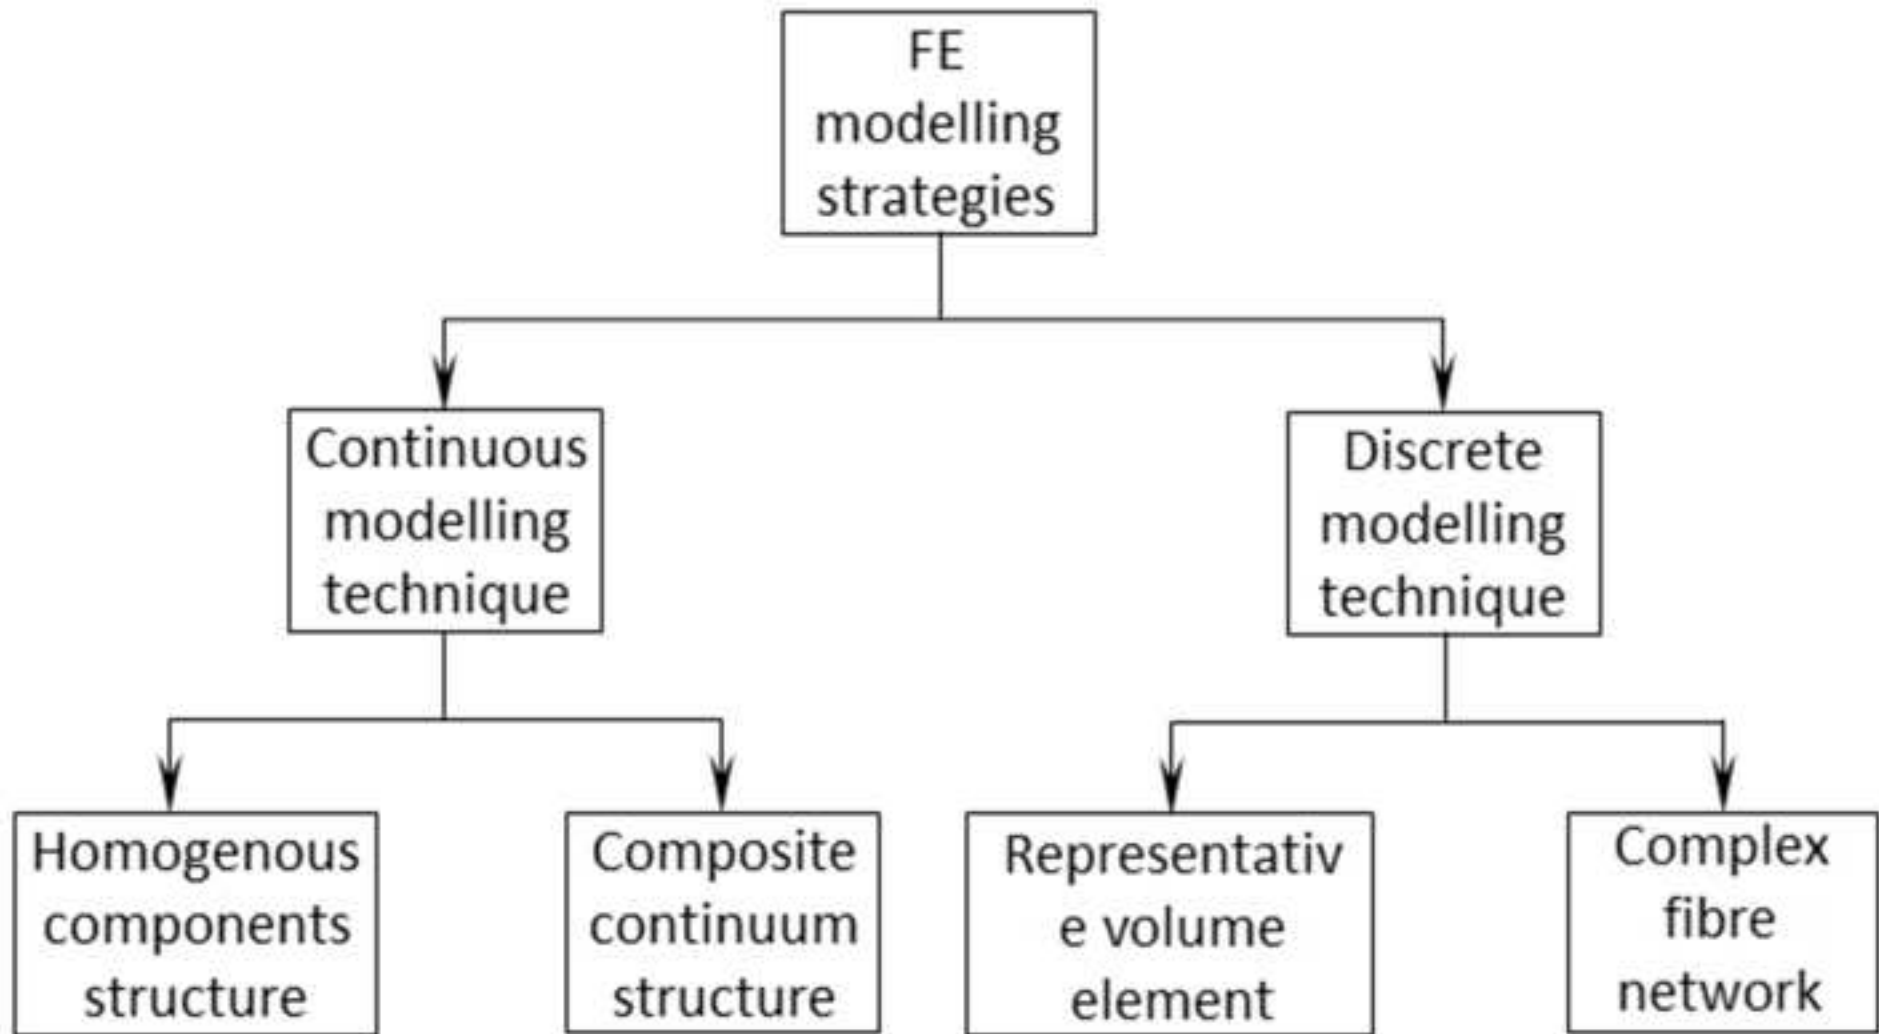 FE
modelling
strategies
Continuous
modelling
technique
Discrete
modelling
technique
Homogenous
components
structure
Composite
continuum
structure
Representativ
e volume
element
Complex
fibre
network